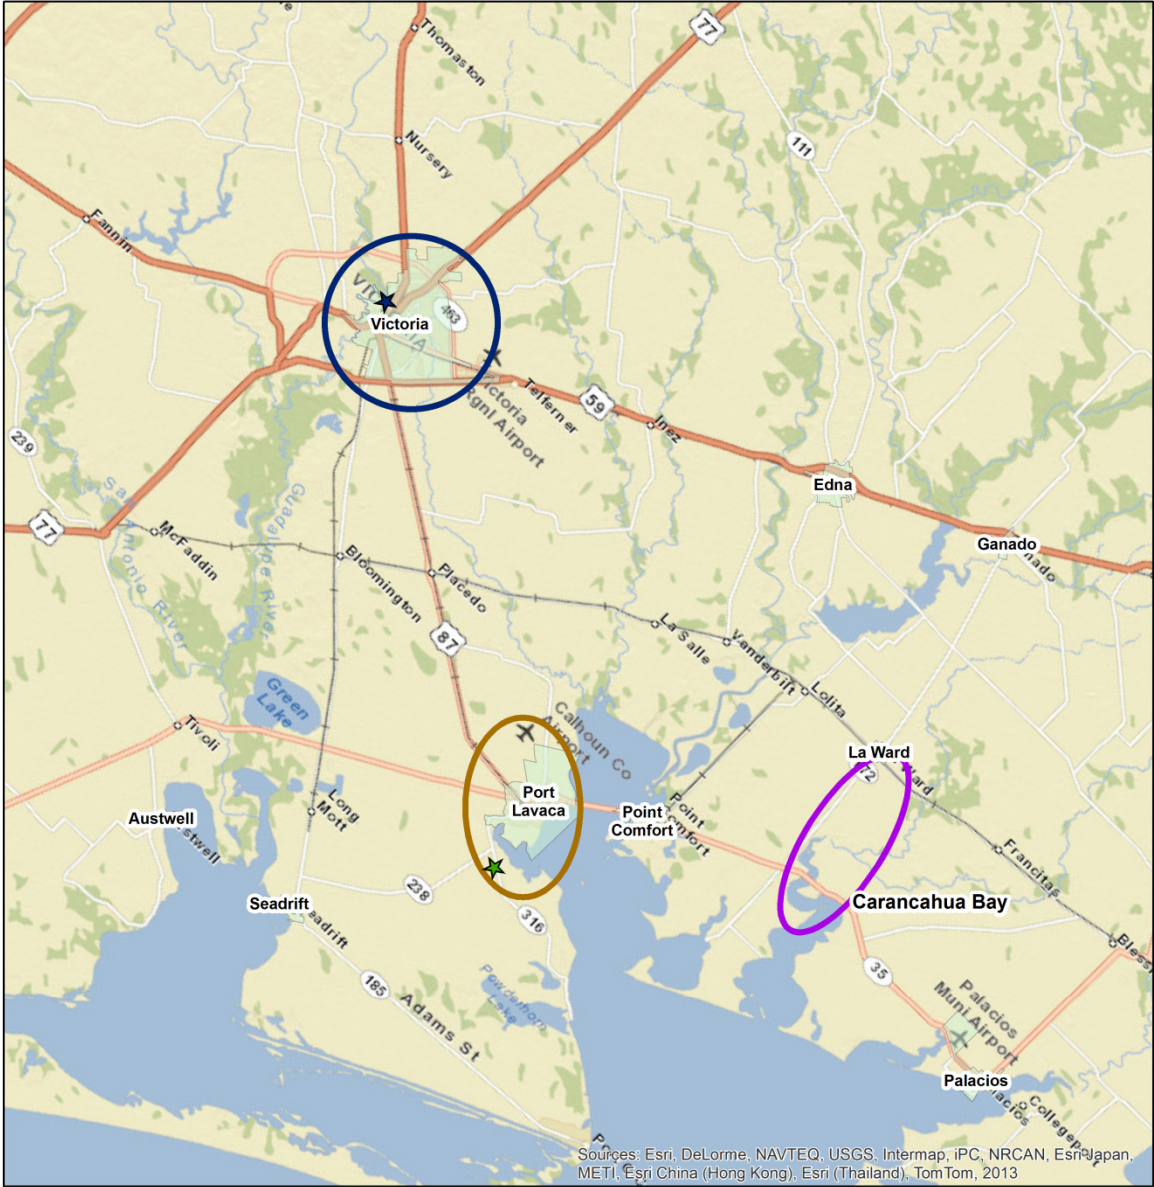 77
Thomaston
Nursery
111
Fannin
Victoria
463
Victoria
Rgnl Airport
Telferner
59
Inez
239
Edna
77
San Antonio River
Guadalupe River
McFaddin
Bloomington
Placedo
Ganado
87
La Salle
Vanderbilt
Lolita
Green
Lake
Tivoli
Calhoun Co
Airport
La Ward
Port
Lavaca
Point
Comfort
Point
Long
Mott
Austwell
Francitas
238
Seadrift
316
Carancahua Bay
35
185
Adams St
Powderhorn
Lake
Palacios
Muni Airport
Palacios
Collegeport
Sources: Esri, DeLorme, NAVTEQ, USGS, Intermap, iPC, NRCAN, Esri Japan,
METI, Esri China (Hong Kong), Esri (Thailand), TomTom, 2013